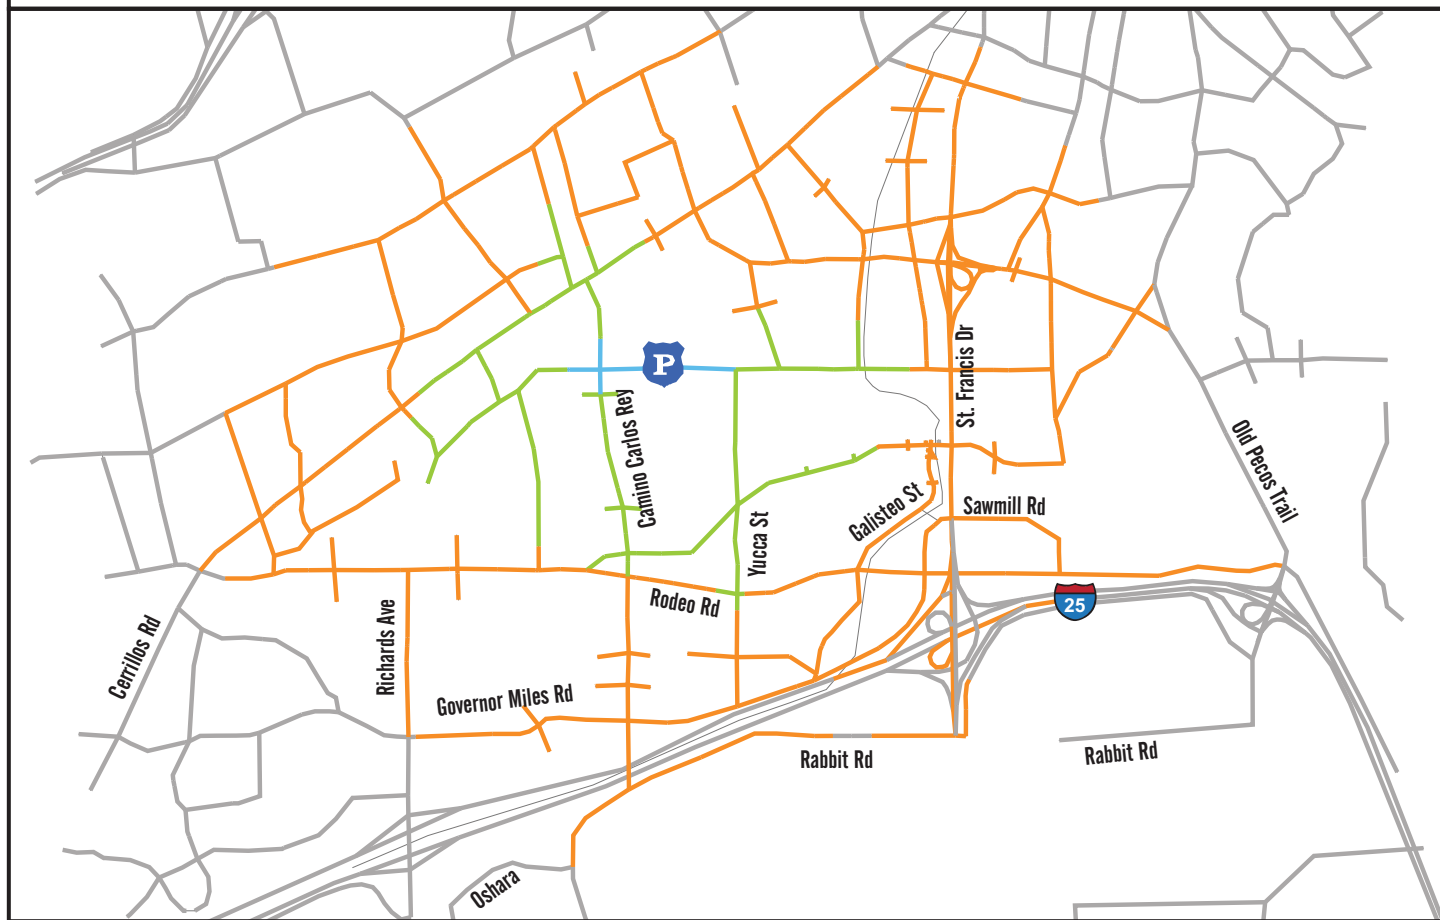 P
St. Francis Dr
Camino Carlos Rey
Old Pecos Trail
Galisteo St
Sawmill Rd
Yucca St
Rodeo Rd
25
Cerrillos Rd
Richards Ave
Governor Miles Rd
Rabbit Rd
Rabbit Rd
Oshara